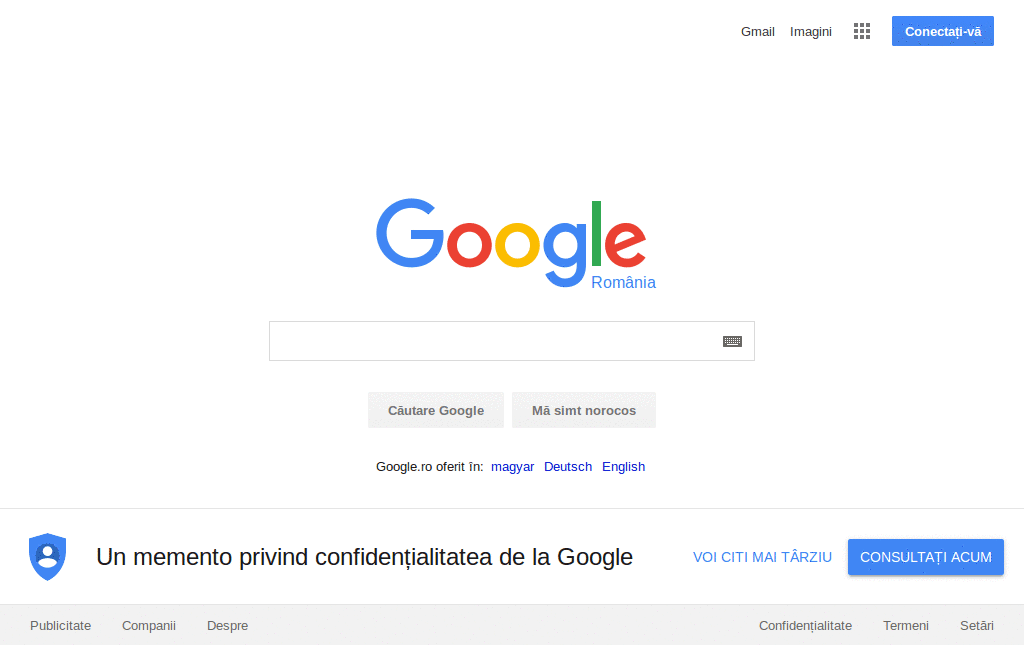 Gmail Imagini Conectați-vă
Google
România
Căutare Google Mă simt norocos
Google.ro oferit în: magyar Deutsch English
Un memento privind confidențialitatea de la Google VOI CITI MAI TÂRZIU CONSULTAȚI ACUM
Publicitate Companii Despre Confidențialitate Termeni Setări